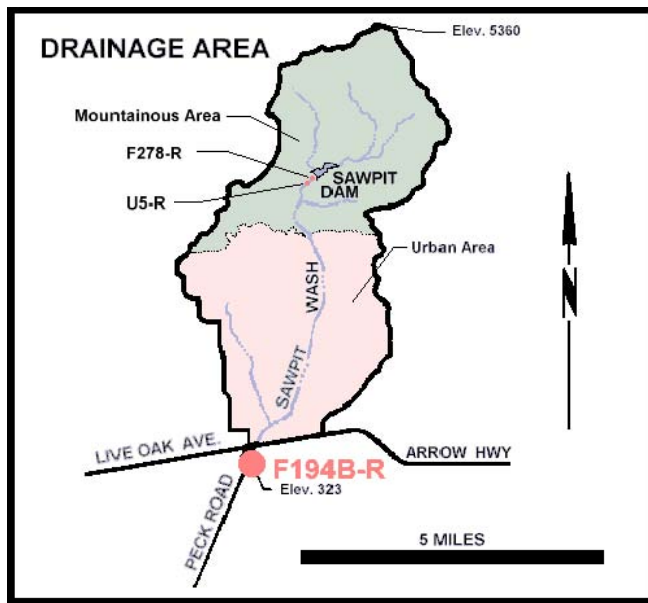 DRAINAGE AREA
Elev. 5360
Mountainous Area
F278-R
SAWPIT
DAM
U5-R
Urban Area
SAWPIT WASH
N
LIVE OAK AVE.
ARROW HWY
F194B-R
Elev. 323
PECK ROAD
5 MILES